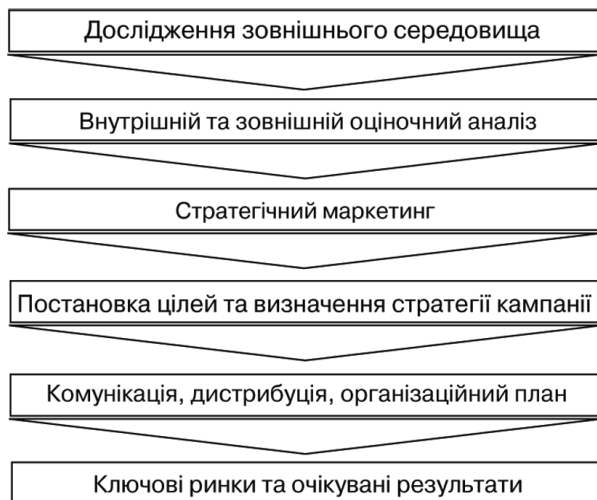 Дослідження зовнішнього середовища
Внутрішній та зовнішній оціночний аналіз
Стратегічний маркетинг
Постановка цілей та визначення стратегії кампанії
Комунікація, дистрибуція, організаційний план
Ключові ринки та очікувані результати